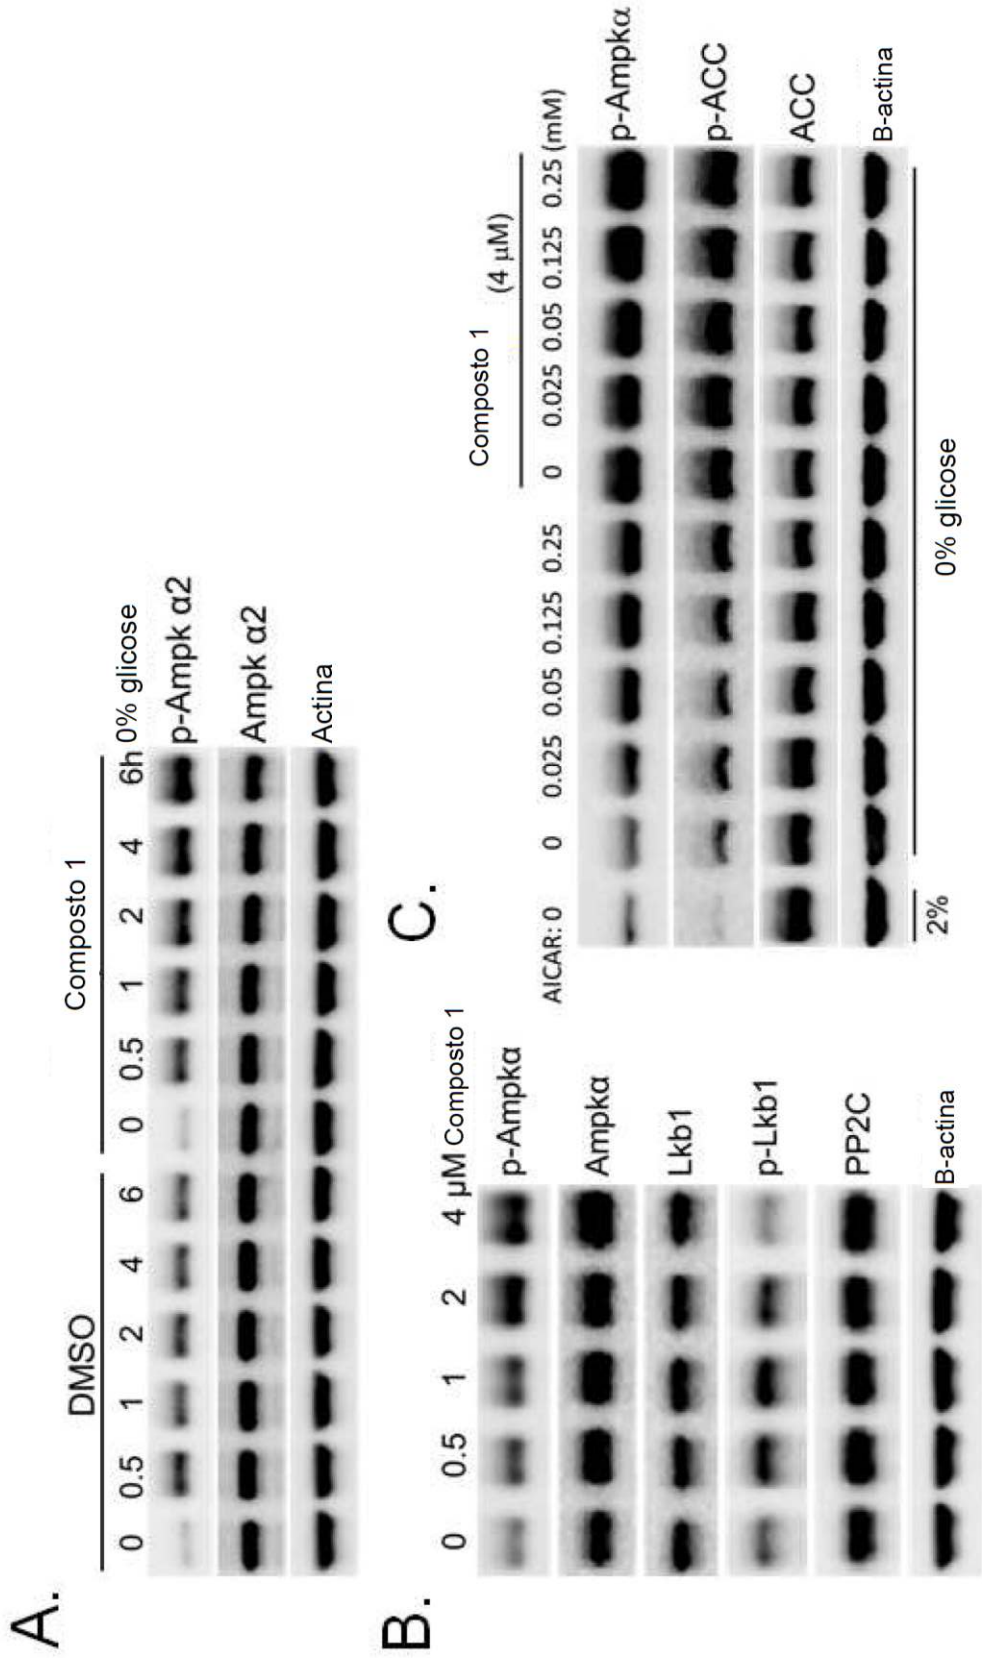 A.
DMSO Composto 1
0 0.5 1 2 4 6 0 0.5 1 2 4 6h 0% glicose
p-Ampk α2
Ampk α2
Actina
B.
0 0.5 1 2 4 μM Composto 1
p-Ampkα
Ampkα
Lkb1
p-Lkb1
PP2C
B-actina
C.
Composto 1
(4 μM)
AICAR: 0 0 0.025 0.05 0.125 0.25 0 0.025 0.05 0.125 0.25 (mM)
p-Ampkα
p-ACC
ACC
B-actina
2% 0% glicose